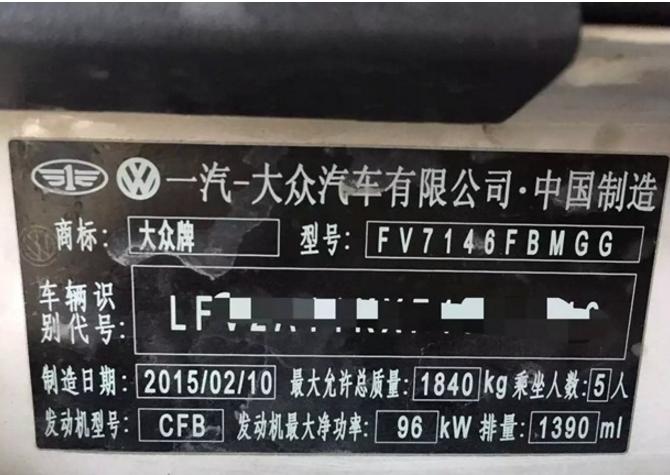 一汽-大众汽车有限公司·中国制造
商标: 大众牌 型号: FV7146FBMGG
车辆识别代号: LF
制造日期: 2015/02/10 最大允许总质量: 1840 kg 乘坐人数: 5 人
发动机型号: CFB 发动机最大净功率: 96 kW 排量: 1390 ml